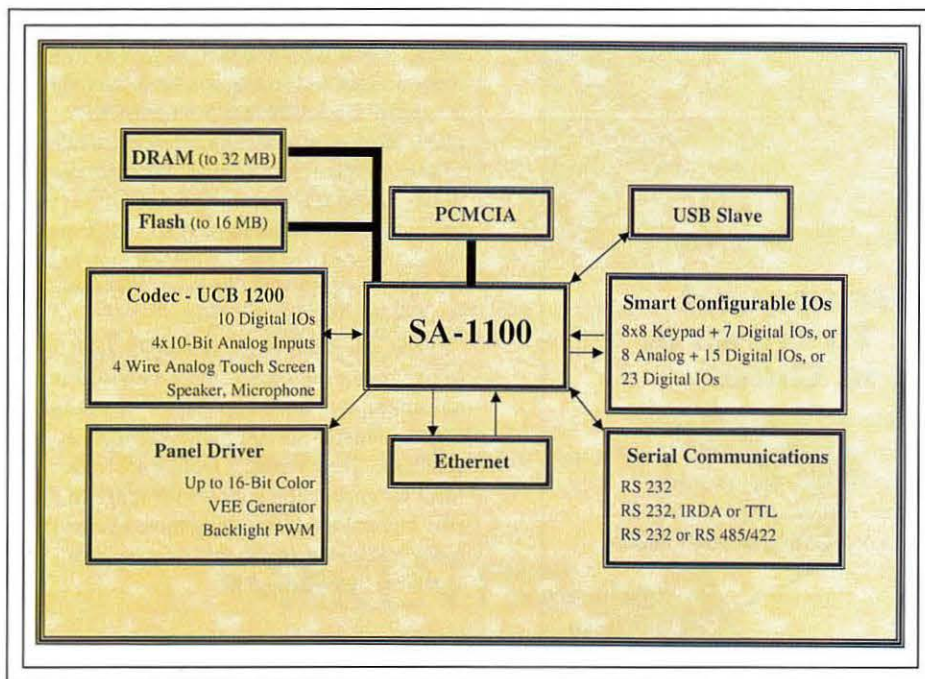 DRAM (to 32 MB)
Flash (to 16 MB)
PCMCIA
USB Slave
Codec - UCB 1200
10 Digital IOs
4x10-Bit Analog Inputs
4 Wire Analog Touch Screen
Speaker, Microphone
SA-1100
Smart Configurable IOs
8x8 Keypad + 7 Digital IOs, or
8 Analog + 15 Digital IOs, or
23 Digital IOs
Panel Driver
Up to 16-Bit Color
VEE Generator
Backlight PWM
Ethernet
Serial Communications
RS 232
RS 232, IRDA or TTL
RS 232 or RS 485/422